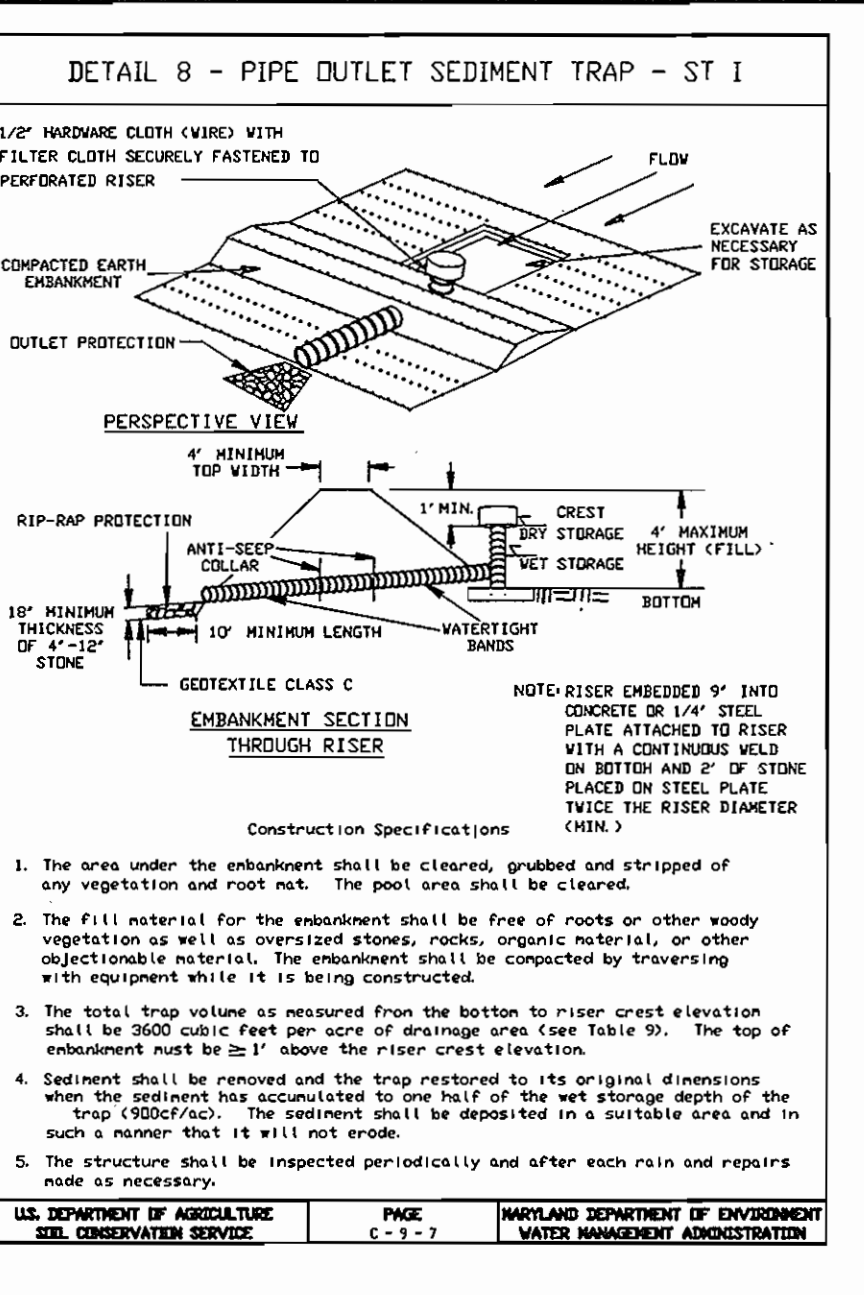 DETAIL 8 - PIPE OUTLET SEDIMENT TRAP - ST I
1/2" HARDWARE CLOTH (WIRE) WITH
FILTER CLOTH SECURELY FASTENED TO
PERFORATED RISER
FLOW
EXCAVATE AS
NECESSARY
FOR STORAGE
COMPACTED EARTH
EMBANKMENT
OUTLET PROTECTION
PERSPECTIVE VIEW
4' MINIMUM
TOP WIDTH
1' MIN.
CREST
DRY STORAGE
WET STORAGE
4' MAXIMUM
HEIGHT (FILL)
BOTTOM
RIP-RAP PROTECTION
ANTI-SEEP
COLLAR
18" MINIMUM
THICKNESS
OF 4"-12"
STONE
10' MINIMUM LENGTH
WATERTIGHT
BANDS
GEOTEXTILE CLASS C
EMBANKMENT SECTION
THROUGH RISER
NOTE: RISER EMBEDDED 9" INTO
CONCRETE OR 1/4" STEEL
PLATE ATTACHED TO RISER
WITH A CONTINUOUS WELD
ON BOTTOM AND 2' OF STONE
PLACED ON STEEL PLATE
TWICE THE RISER DIAMETER
(MIN.)
Construction Specifications
1. The area under the embankment shall be cleared, grubbed and stripped of
any vegetation and root mat. The pool area shall be cleared.
2. The fill material for the embankment shall be free of roots or other woody
vegetation as well as oversized stones, rocks, organic material, or other
objectionable material. The embankment shall be compacted by traversing
with equipment while it is being constructed.
3. The total trap volume as measured from the bottom to riser crest elevation
shall be 3600 cubic feet per acre of drainage area (see Table 9). The top of
embankment must be ≥ 1' above the riser crest elevation.
4. Sediment shall be removed and the trap restored to its original dimensions
when the sediment has accumulated to one half of the wet storage depth of the
trap (900cf/ac). The sediment shall be deposited in a suitable area and in
such a manner that it will not erode.
5. The structure shall be inspected periodically and after each rain and repairs
made as necessary.
U.S. DEPARTMENT OF AGRICULTURE
SOIL CONSERVATION SERVICE
PAGE
C - 9 - 7
MARYLAND DEPARTMENT OF ENVIRONMENT
WATER MANAGEMENT ADMINISTRATION